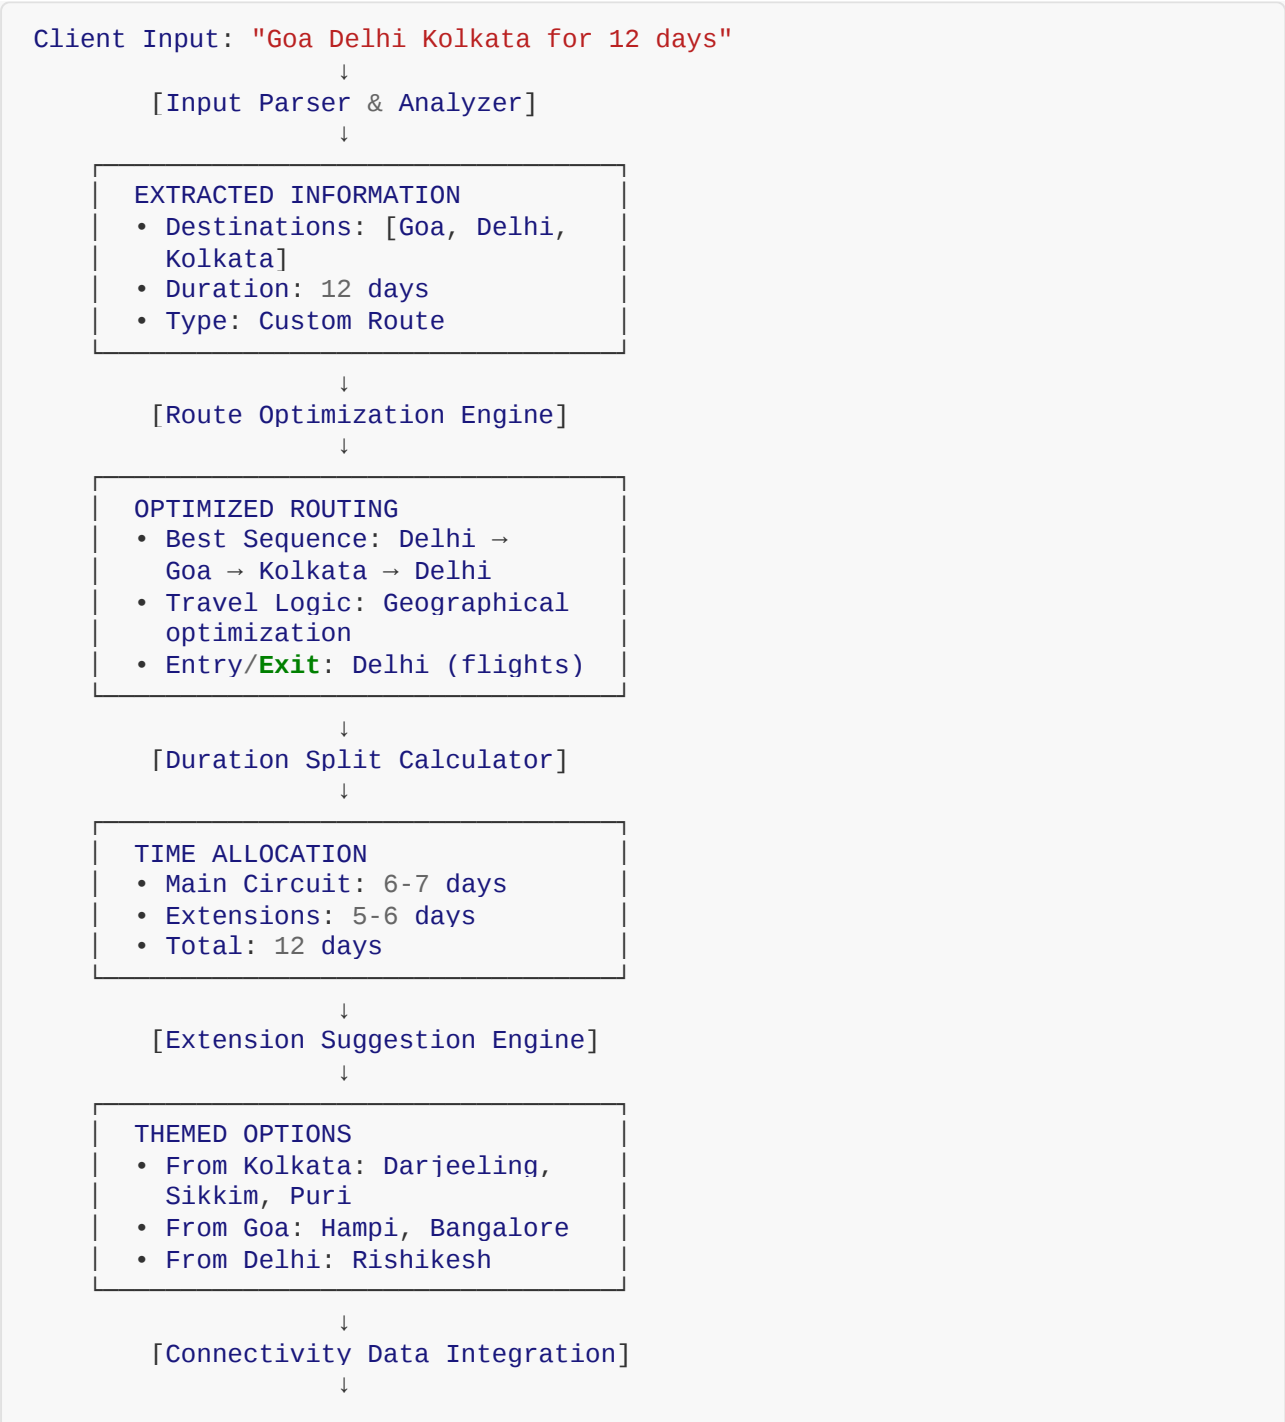 Client Input: "Goa Delhi Kolkata for 12 days"
↓
[Input Parser & Analyzer]
↓
EXTRACTED INFORMATION
• Destinations: [Goa, Delhi,
Kolkata]
• Duration: 12 days
• Type: Custom Route
↓
[Route Optimization Engine]
↓
OPTIMIZED ROUTING
• Best Sequence: Delhi →
Goa → Kolkata → Delhi
• Travel Logic: Geographical
optimization
• Entry/Exit: Delhi (flights)
↓
[Duration Split Calculator]
↓
TIME ALLOCATION
• Main Circuit: 6-7 days
• Extensions: 5-6 days
• Total: 12 days
↓
[Extension Suggestion Engine]
↓
THEMED OPTIONS
• From Kolkata: Darjeeling,
Sikkim, Puri
• From Goa: Hampi, Bangalore
• From Delhi: Rishikesh
↓
[Connectivity Data Integration]
↓